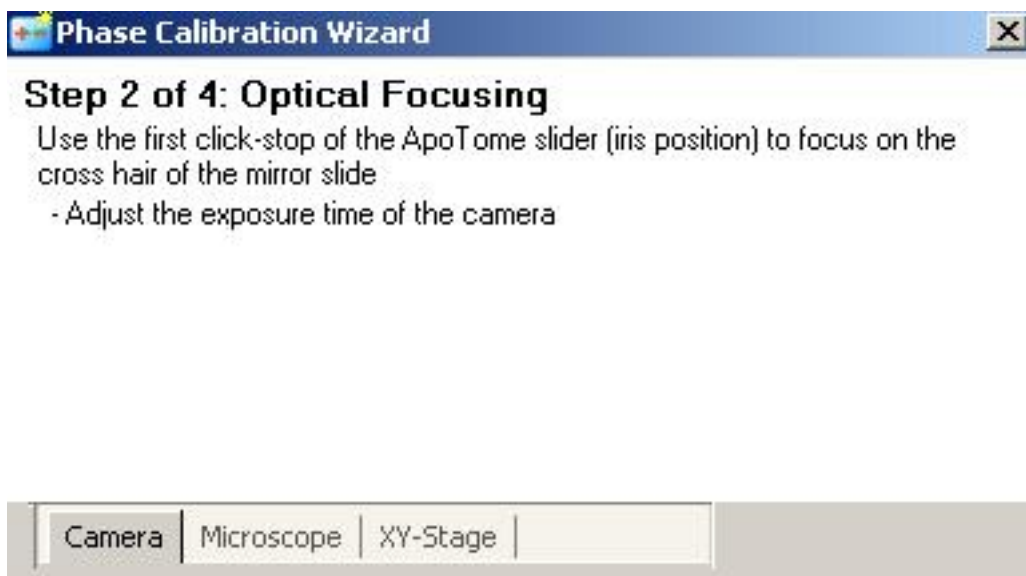 Phase Calibration Wizard
Step 2 of 4: Optical Focusing
Use the first click-stop of the ApoTome slider (iris position) to focus on the
cross hair of the mirror slide
- Adjust the exposure time of the camera
Camera Microscope XY-Stage